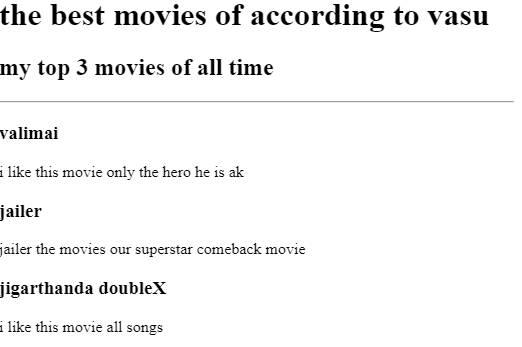 the best movies of according to vasu
my top 3 movies of all time
valimai
i like this movie only the hero he is ak
jailer
jailer the movies our superstar comeback movie
jigarthanda doubleX
i like this movie all songs